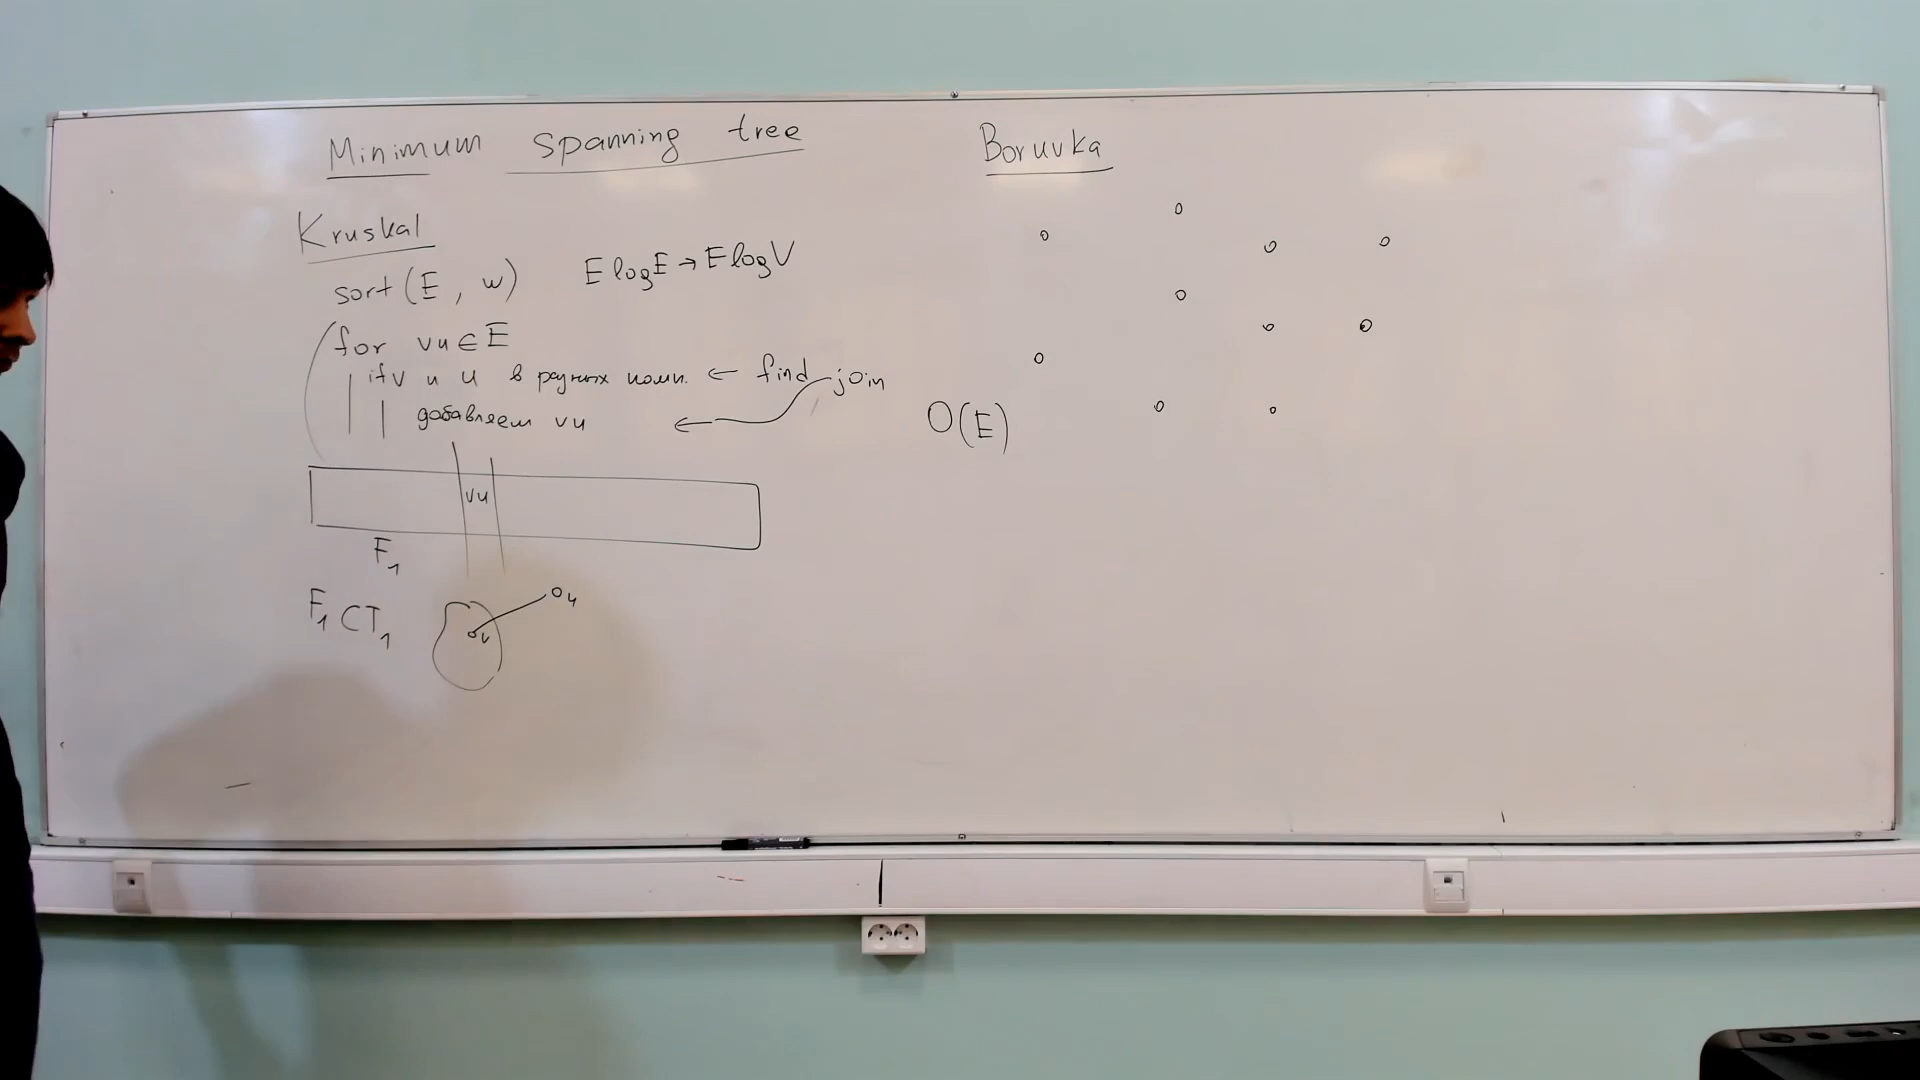 Minimum spanning tree
Kruskal
sort(E, w) E log E → E log V
for vu ∈ E
if v и u в разных комп. ← find join
добавляем vu ←
vu
F₁
F₁ ⊂ T₁
v u
Boruvka
O(E)